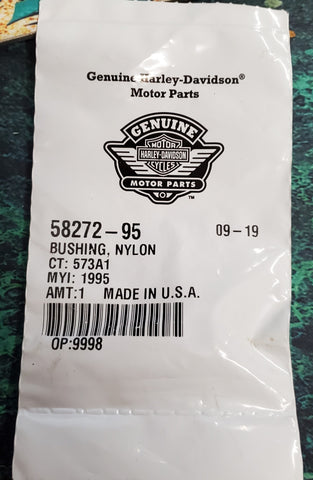 Genuine Harley-Davidson®
Motor Parts
GENUINE
MOTOR
HARLEY-DAVIDSON
CYCLES
MOTOR PARTS
™
58272-95 09-19
BUSHING, NYLON
CT: 573A1
MYI: 1995
AMT:1 MADE IN U.S.A.
OP:9998